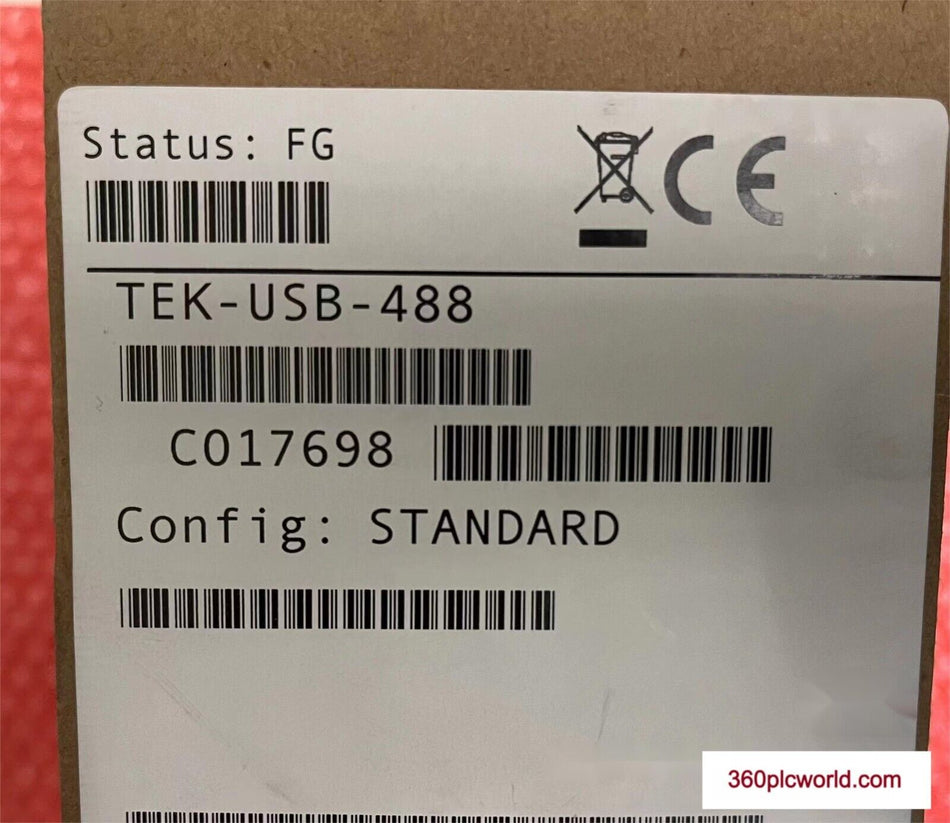 Status: FG
CE
TEK-USB-488
C017698
Config: STANDARD
360plcworld.com